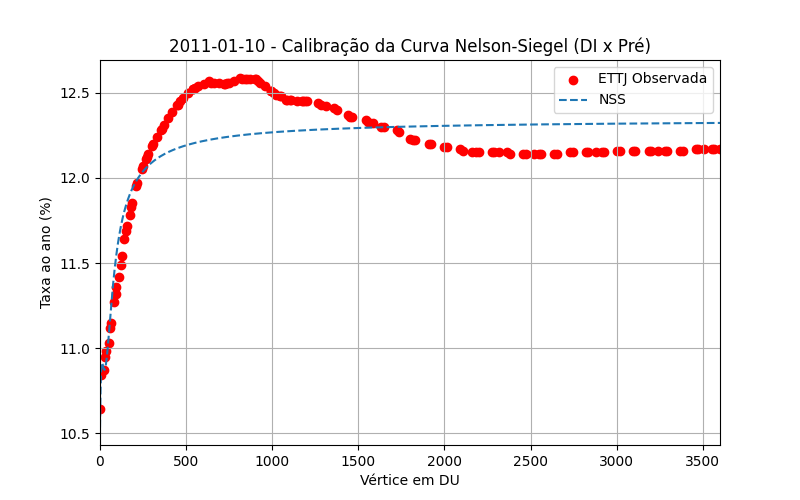 2011-01-10 - Calibração da Curva Nelson-Siegel (DI x Pré)
ETTJ Observada
NSS
Taxa ao ano (%)
12.5
12.0
11.5
11.0
10.5
0 500 1000 1500 2000 2500 3000 3500
Vértice em DU